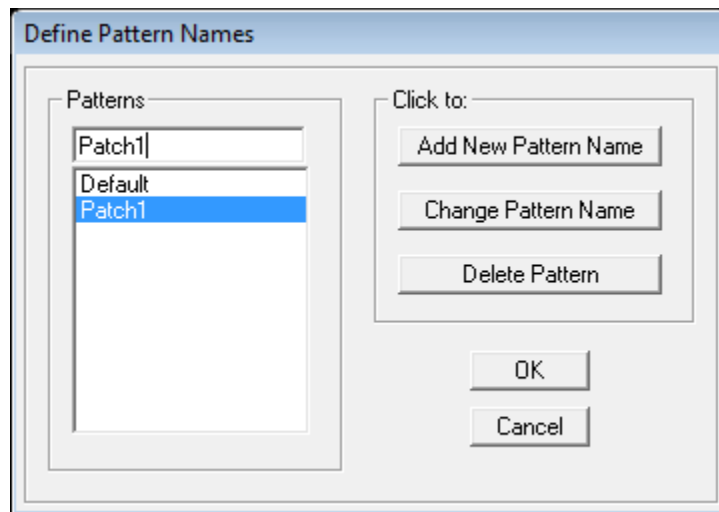 Define Pattern Names
Patterns
Patch1
Default
Patch1
Click to:
Add New Pattern Name
Change Pattern Name
Delete Pattern
OK
Cancel